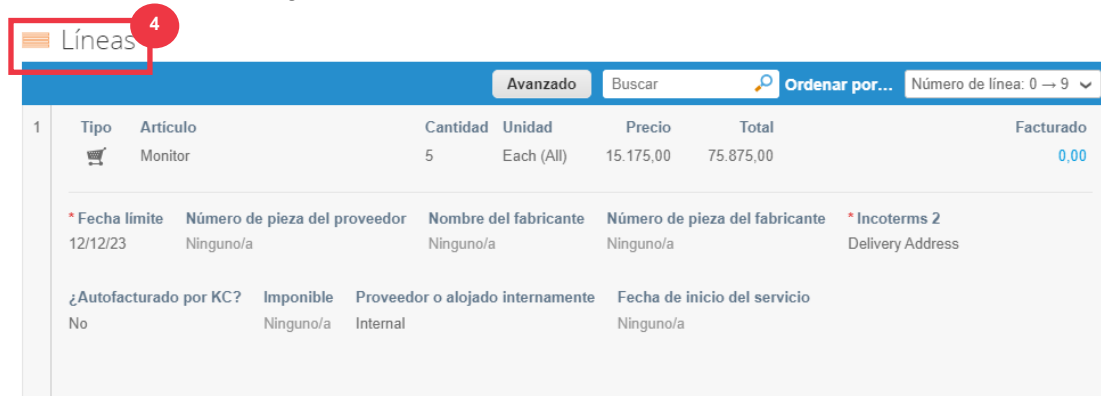 4
Líneas
Avanzado Buscar Ordenar por... Número de línea: 0 → 9
1 Tipo Artículo Cantidad Unidad Precio Total Facturado
Monitor 5 Each (All) 15.175,00 75.875,00 0,00
* Fecha límite Número de pieza del proveedor Nombre del fabricante Número de pieza del fabricante * Incoterms 2
12/12/23 Ninguno/a Ninguno/a Ninguno/a Delivery Address
¿Autofacturado por KC? Imponible Proveedor o alojado internamente Fecha de inicio del servicio
No Ninguno/a Internal Ninguno/a